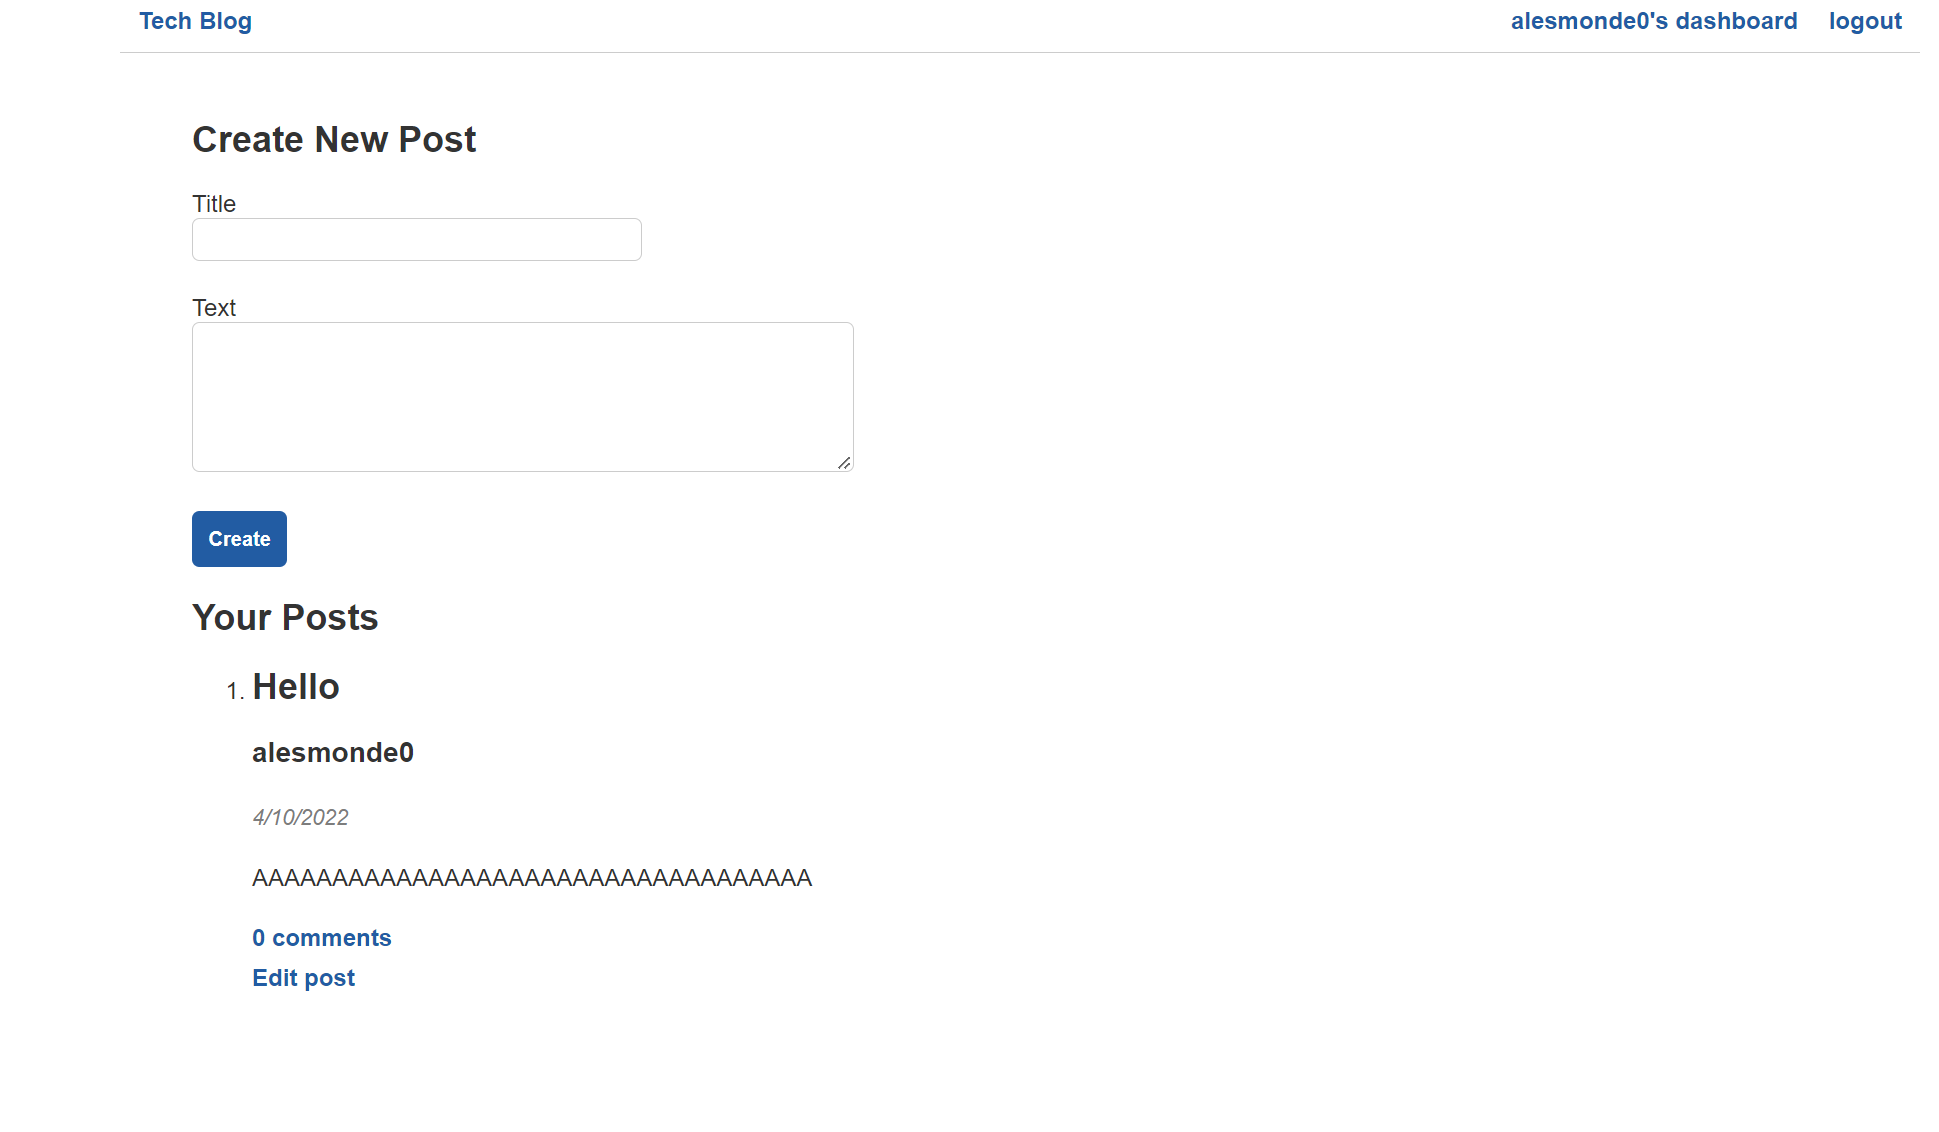 Tech Blog alesmonde0's dashboard logout
Create New Post
Title
Text
Create
Your Posts
1. Hello
alesmonde0
4/10/2022
AAAAAAAAAAAAAAAAAAAAAAAAAAAAAAAAAAA
0 comments
Edit post